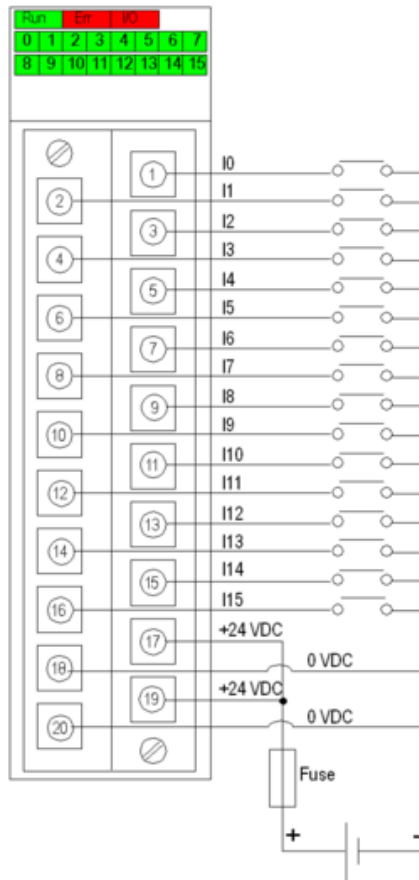 Run Err I/O
0 1 2 3 4 5 6 7
8 9 10 11 12 13 14 15
1 I0
2 I1
3 I2
4 I3
5 I4
6 I5
7 I6
8 I7
9 I8
10 I9
11 I10
12 I11
13 I12
14 I13
15 I14
16 I15
17 +24 VDC
18 0 VDC
19 +24 VDC
20 0 VDC
Fuse
+ -